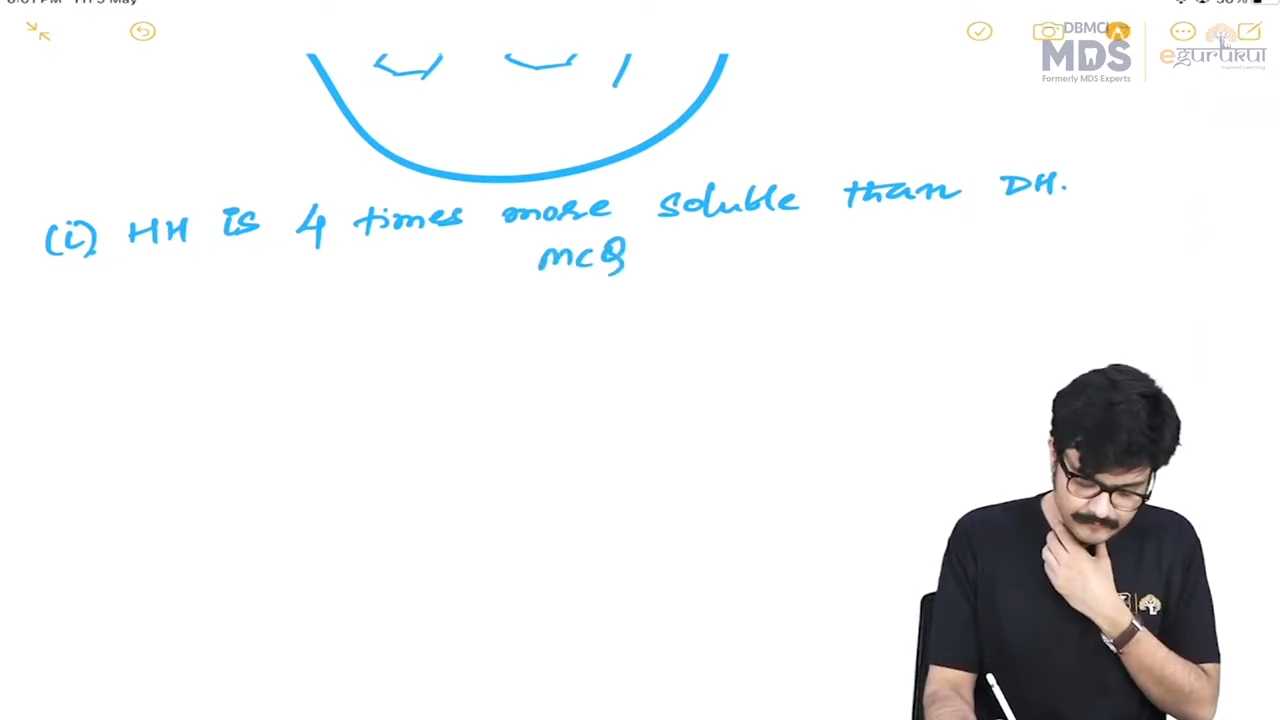 DBMCI
MDS
Formerly MDS Experts
egurukul
(i) HH is 4 times more soluble than DH.
MCQ